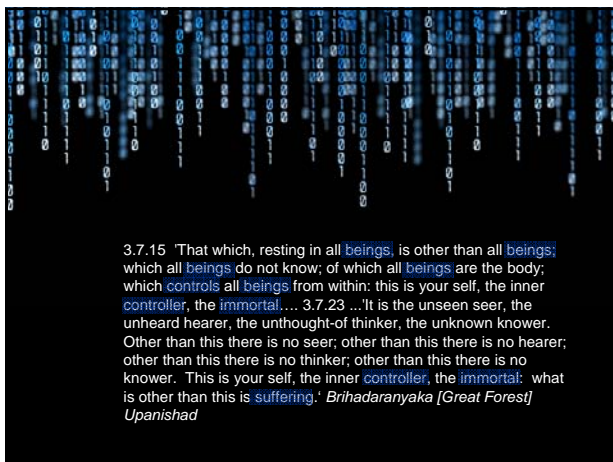 3.7.15 'That which, resting in all beings, is other than all beings;
which all beings do not know; of which all beings are the body;
which controls all beings from within: this is your self, the inner
controller, the immortal…. 3.7.23 ...'It is the unseen seer, the
unheard hearer, the unthought-of thinker, the unknown knower.
Other than this there is no seer; other than this there is no hearer;
other than this there is no thinker; other than this there is no
knower. This is your self, the inner controller, the immortal: what
is other than this is suffering.‘ Brihadaranyaka [Great Forest]
Upanishad